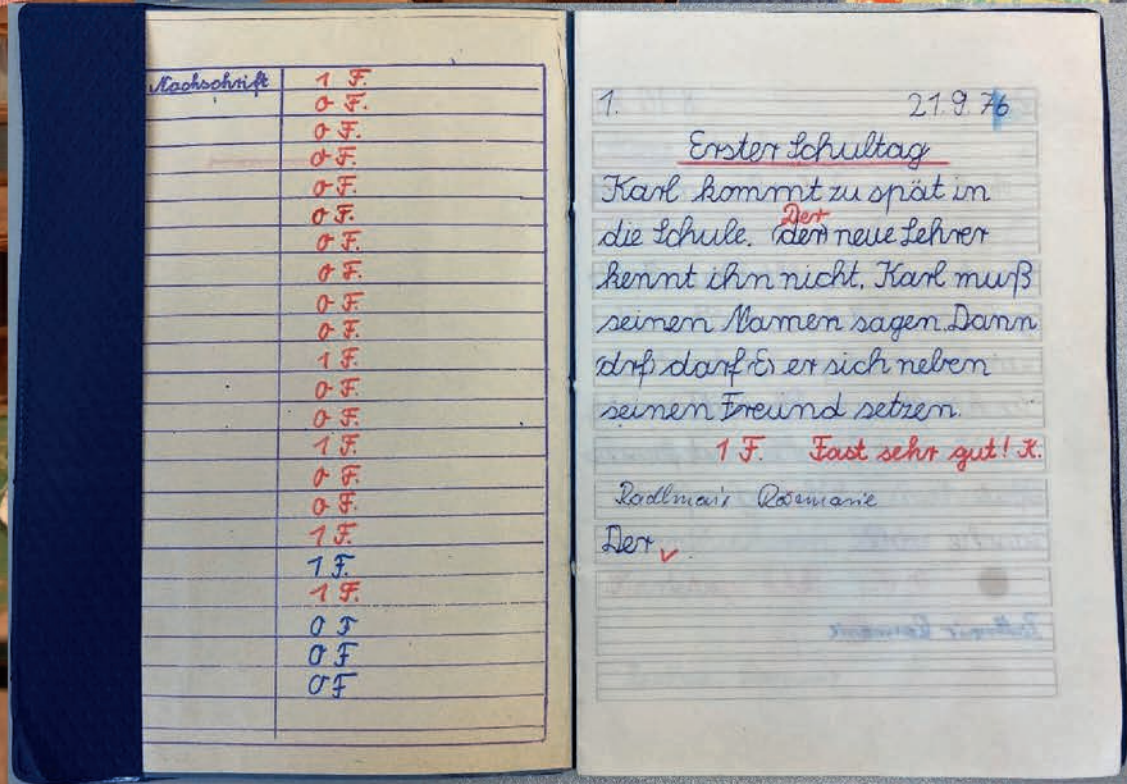 Nachschrift 1 F.
0 F.
0 F.
0 F.
0 F.
0 F.
0 F.
0 F.
0 F.
0 F.
1 F.
0 F.
0 F.
1 F.
0 F.
0 F.
1 F.
1 F.
1 F.
0 F
0 F
0 F
1. 21.9.76
Erster Schultag
Karl kommt zu spät in
Der
die Schule. (der) neue Lehrer
kennt ihn nicht. Karl muß
seinen Namen sagen. Dann
drf darf er sich neben
seinen Freund setzen.
1 F. Fast sehr gut! K.
Radlmair Rosemarie
Der